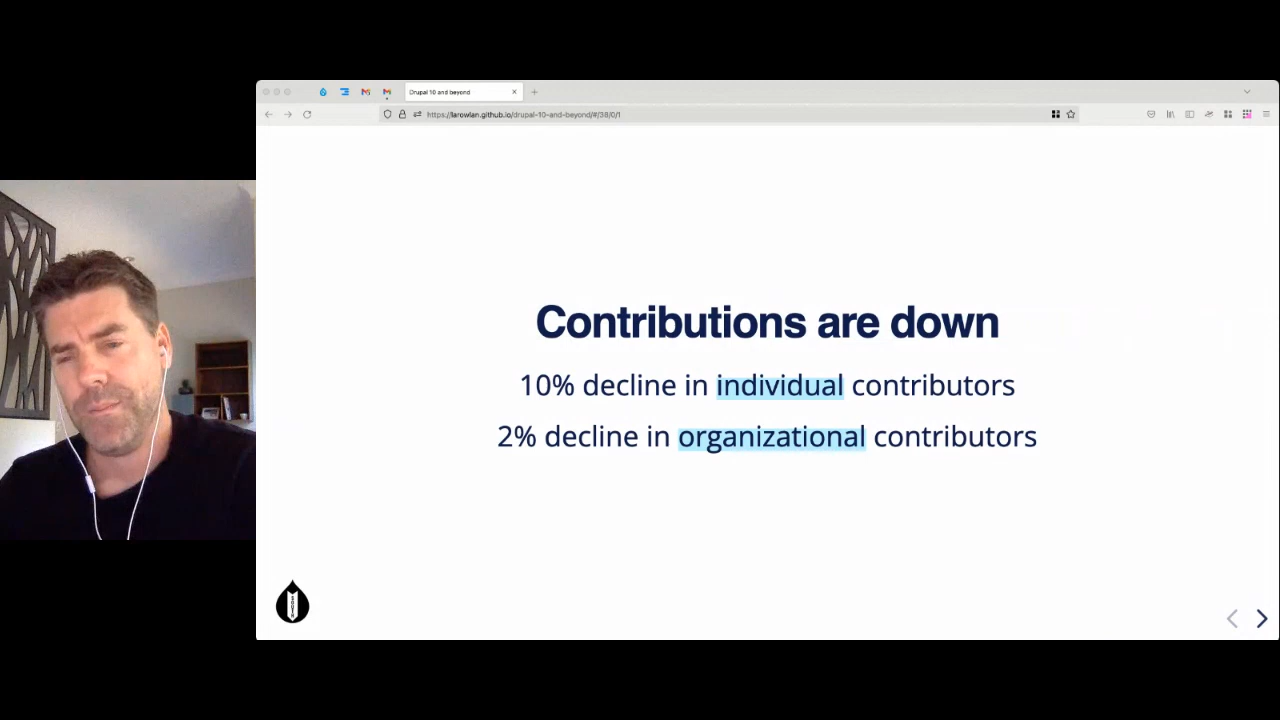 Drupal 10 and beyond
https://larowlan.github.io/drupal-10-and-beyond/#/38/0/1
Contributions are down
10% decline in individual contributors
2% decline in organizational contributors